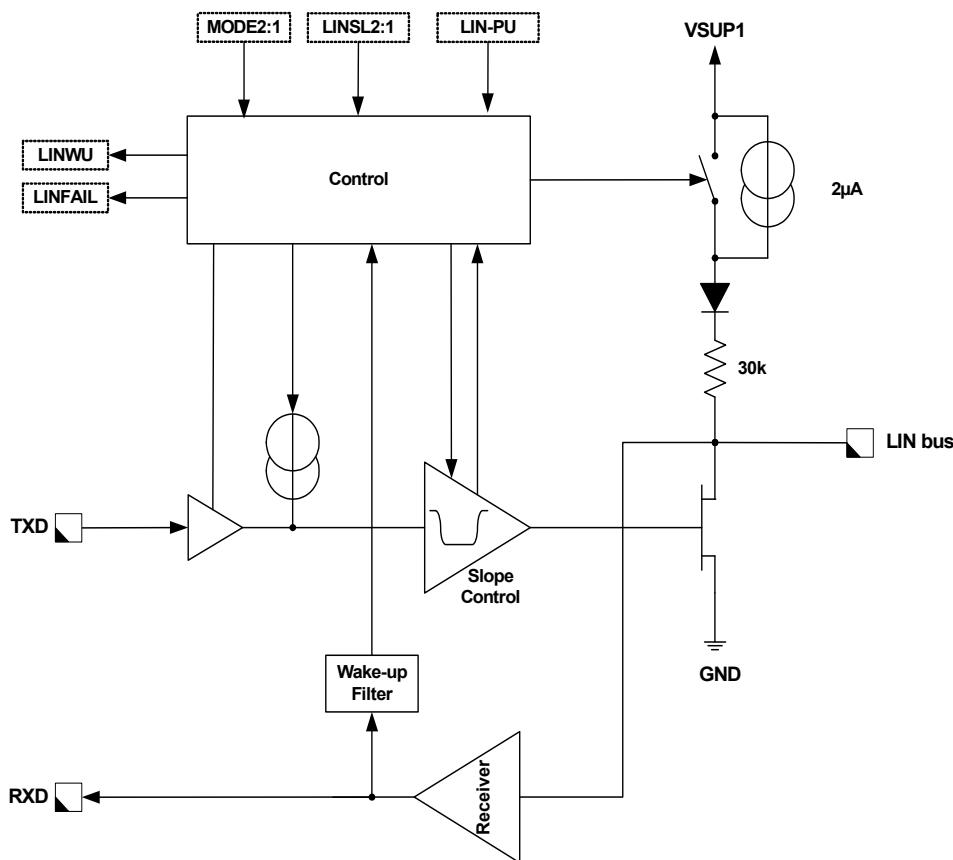 MODE2:1
LINSL2:1
LIN-PU
VSUP1
LINWU
LINFAIL
Control
2µA
30k
LIN bus
TXD
Slope
Control
GND
Wake-up
Filter
RXD
Receiver